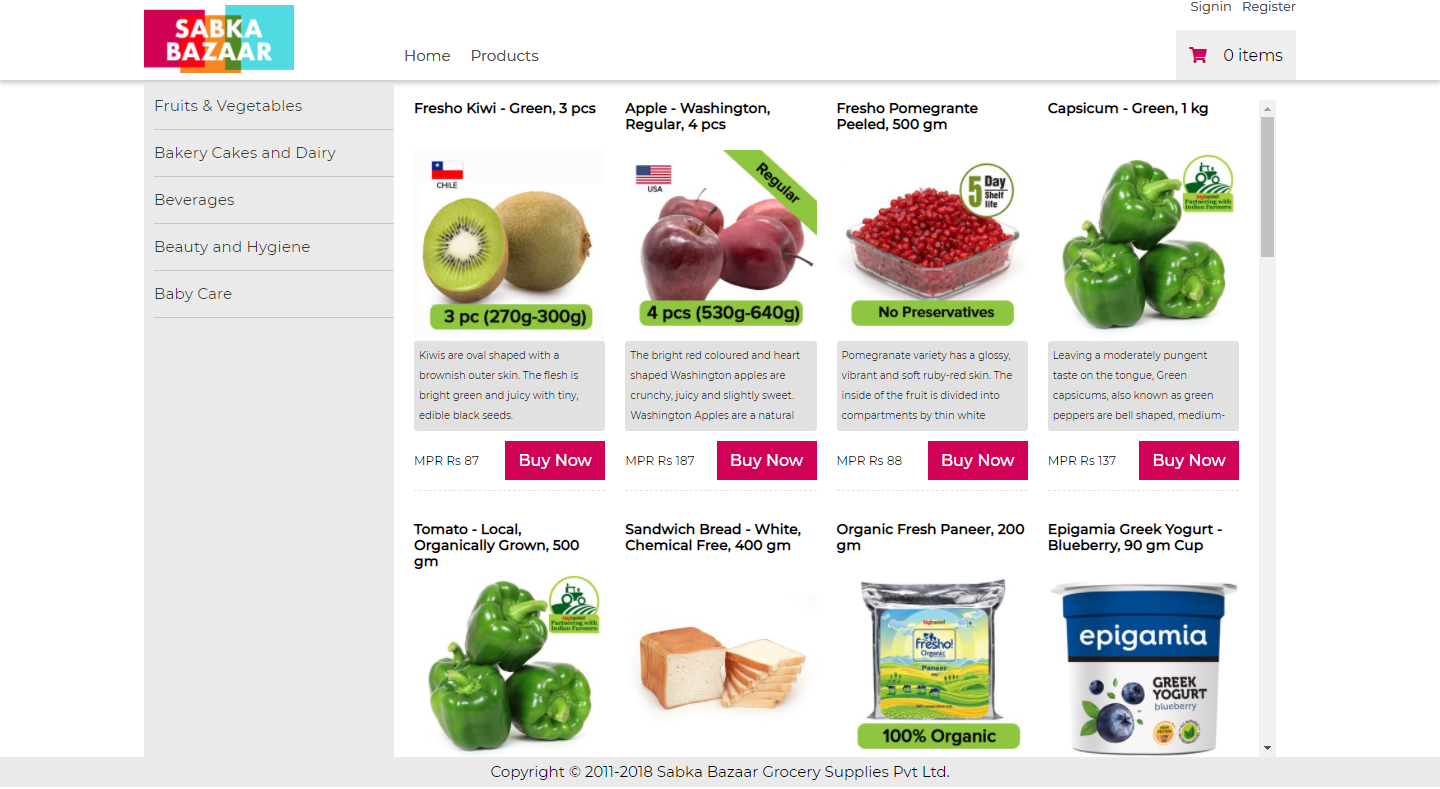 SABKA
BAZAAR
Home
Products
Signin
Register
0 items
Fruits & Vegetables
Bakery Cakes and Dairy
Beverages
Beauty and Hygiene
Baby Care
Fresho Kiwi - Green, 3 pcs
CHILE
3 pc (270g-300g)
Kiwis are oval shaped with a
brownish outer skin. The flesh is
bright green and juicy with tiny,
edible black seeds.
MPR Rs 87
Buy Now
Apple - Washington,
Regular, 4 pcs
USA
Regular
4 pcs (530g-640g)
The bright red coloured and heart
shaped Washington apples are
crunchy, juicy and slightly sweet.
Washington Apples are a natural
MPR Rs 187
Buy Now
Fresho Pomegrante
Peeled, 500 gm
5 Day
Shelf
life
No Preservatives
Pomegranate variety has a glossy,
vibrant and soft ruby-red skin. The
inside of the fruit is divided into
compartments by thin white
MPR Rs 88
Buy Now
Capsicum - Green, 1 kg
bigbasket
Partnering with
Indian Farmers
Leaving a moderately pungent
taste on the tongue, Green
capsicums, also known as green
peppers are bell shaped, medium-
MPR Rs 137
Buy Now
Tomato - Local,
Organically Grown, 500
gm
bigbasket
Partnering with
Indian Farmers
Sandwich Bread - White,
Chemical Free, 400 gm
Organic Fresh Paneer, 200
gm
bigbasket
fresho!
Organic
Paneer
100% Organic
Epigamia Greek Yogurt -
Blueberry, 90 gm Cup
epigamia
GREEK
YOGURT
blueberry
Copyright © 2011-2018 Sabka Bazaar Grocery Supplies Pvt Ltd.